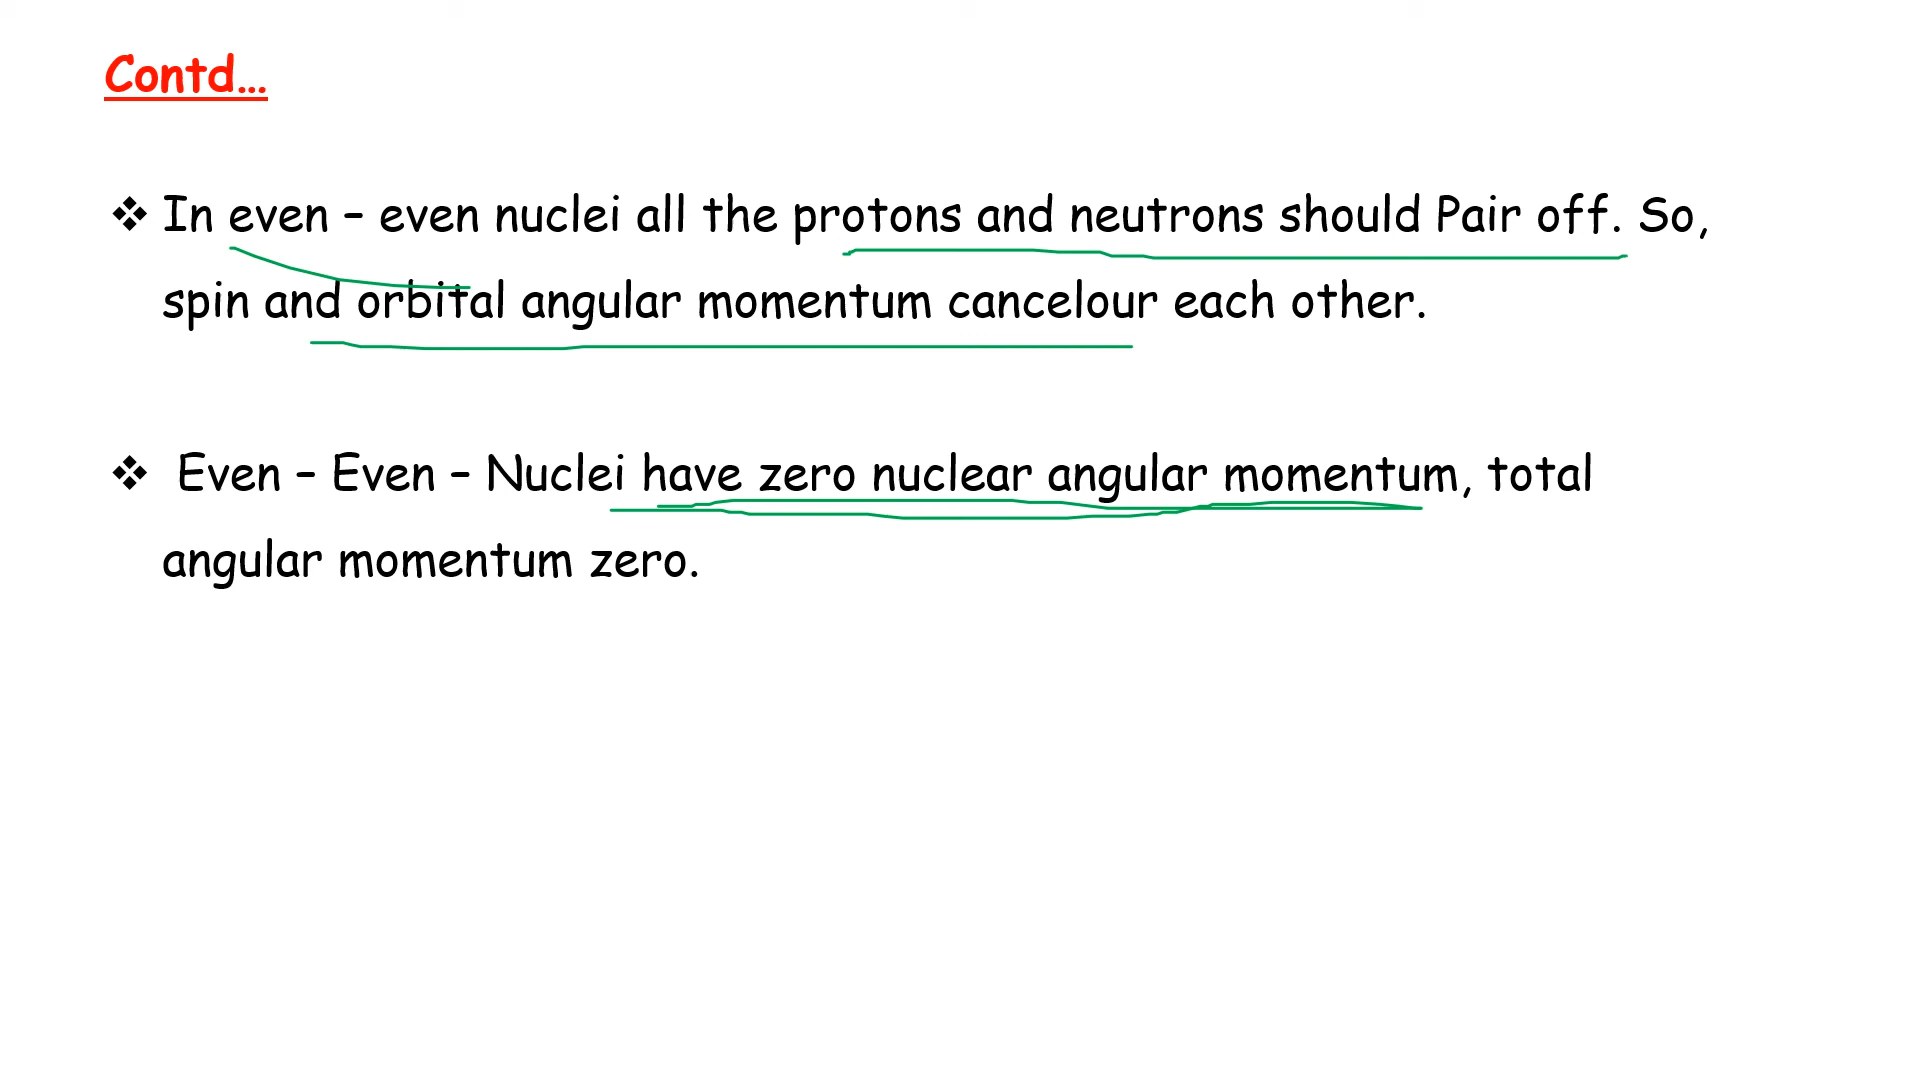 Contd...
❖ In even – even nuclei all the protons and neutrons should Pair off. So,
spin and orbital angular momentum cancelour each other.
❖ Even – Even – Nuclei have zero nuclear angular momentum, total
angular momentum zero.